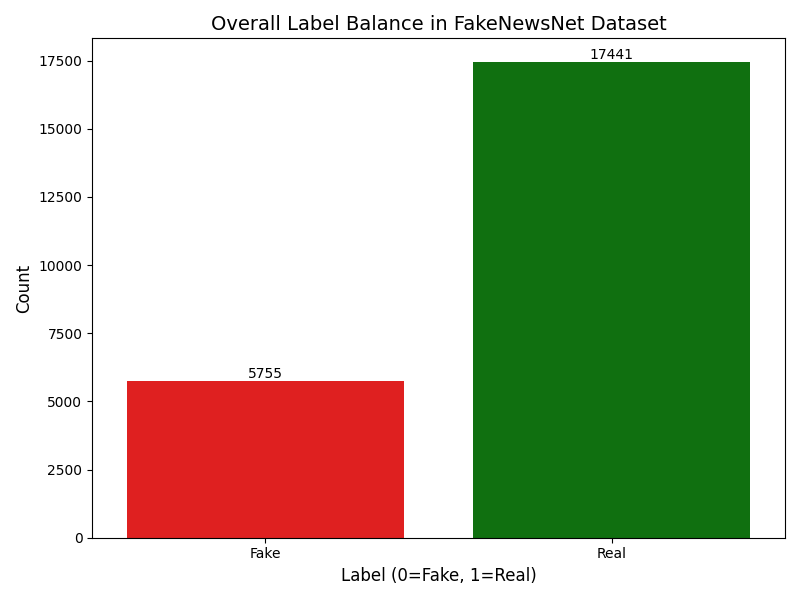 Overall Label Balance in FakeNewsNet Dataset
17441
17500
15000
12500
10000
7500
5755
5000
2500
0
Count
Fake
Real
Label (0=Fake, 1=Real)